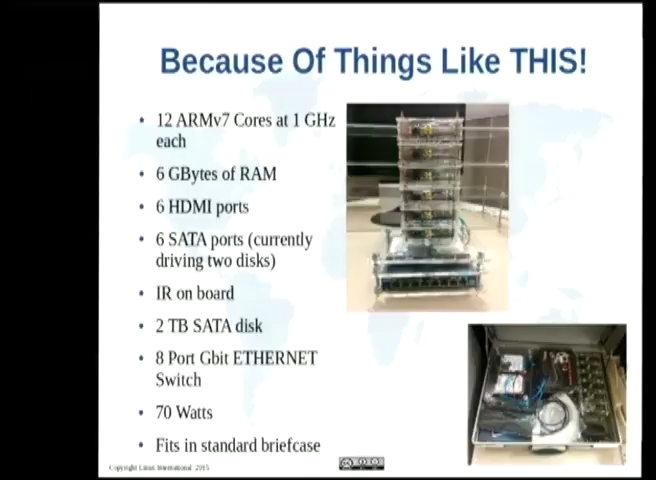 Because Of Things Like THIS!
• 12 ARMv7 Cores at 1 GHz
each
• 6 GBytes of RAM
• 6 HDMI ports
• 6 SATA ports (currently
driving two disks)
• IR on board
• 2 TB SATA disk
• 8 Port Gbit ETHERNET
Switch
• 70 Watts
• Fits in standard briefcase
Copyright Linux International 2015